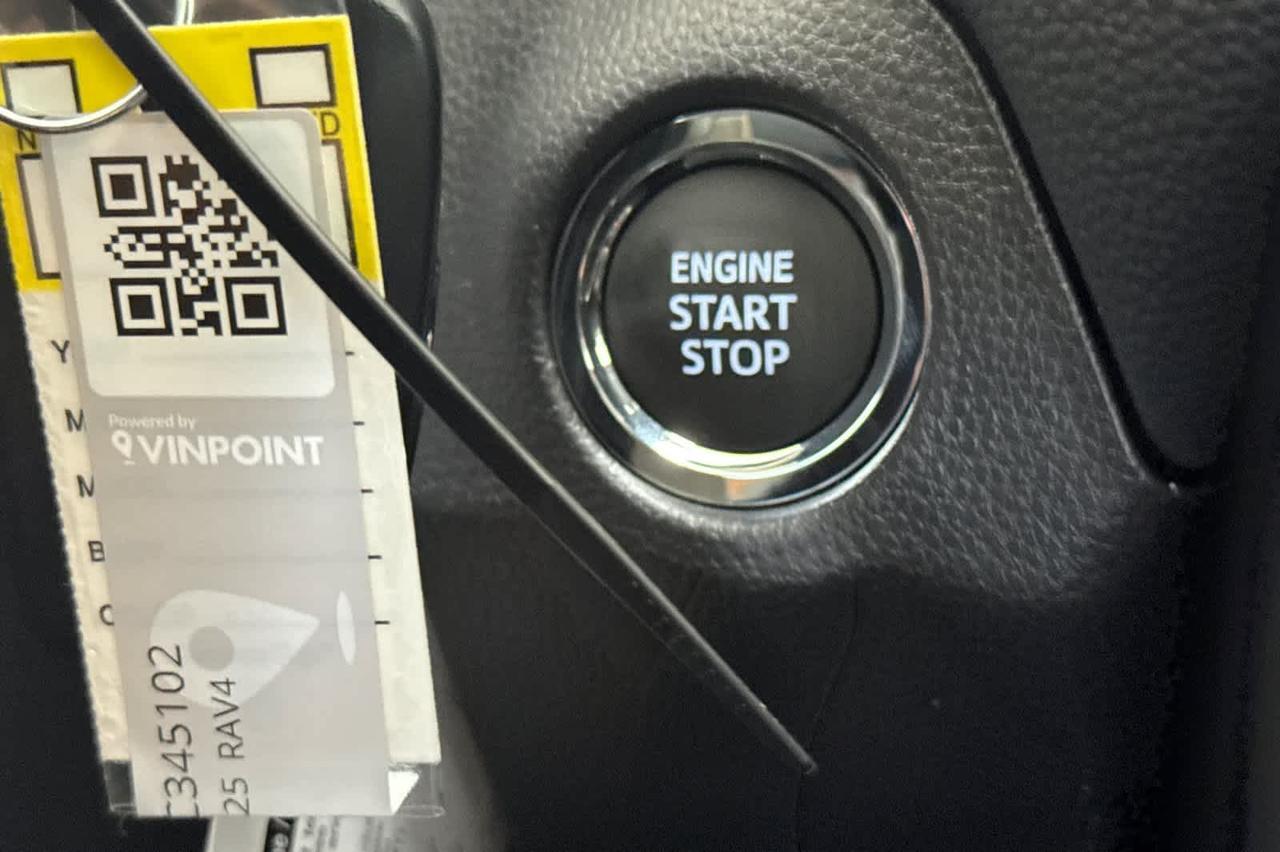 Powered by
VINPOINT
C345102
25 RAV4
Y
M
M
B
C
ENGINE
START
STOP